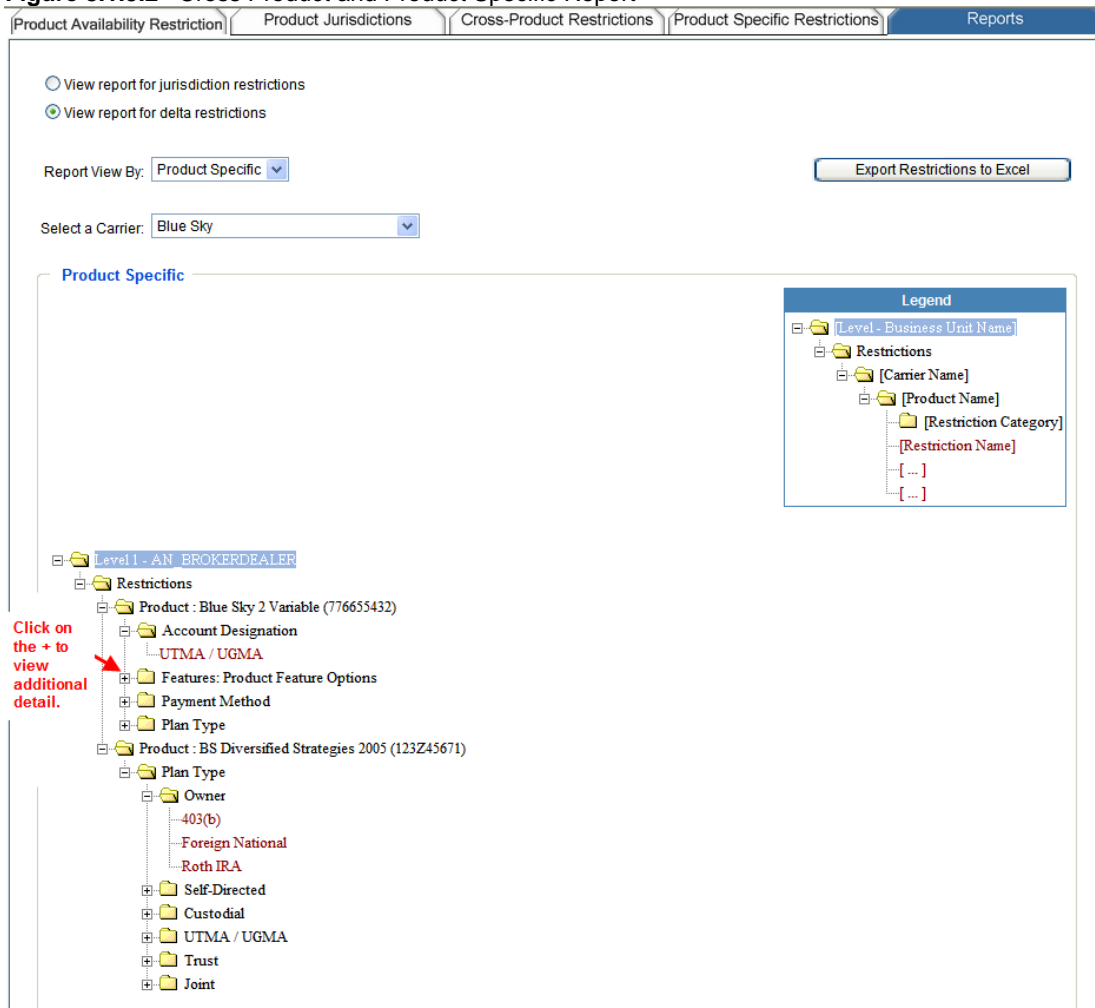 Product Availability Restriction Product Jurisdictions Cross-Product Restrictions Product Specific Restrictions Reports
View report for jurisdiction restrictions
View report for delta restrictions
Report View By: Product Specific Export Restrictions to Excel
Select a Carrier: Blue Sky
Product Specific
Legend
[Level - Business Unit Name]
Restrictions
[Carrier Name]
[Product Name]
[Restriction Category]
[Restriction Name]
[ ... ]
[ ... ]
Level 1 - AN_BROKERDEALER
Restrictions
Product : Blue Sky 2 Variable (776655432)
Account Designation
UTMA / UGMA
Features: Product Feature Options
Payment Method
Plan Type
Click on
the + to
view
additional
detail.
Product : BS Diversified Strategies 2005 (123Z45671)
Plan Type
Owner
403(b)
Foreign National
Roth IRA
Self-Directed
Custodial
UTMA / UGMA
Trust
Joint